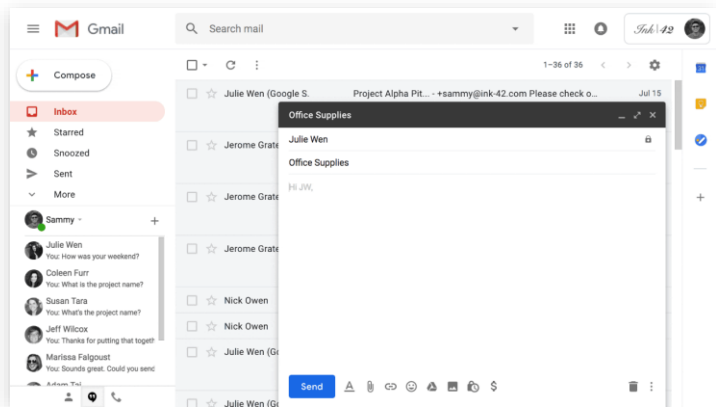 Gmail
Search mail
Ink 42
Compose
1–36 of 36
Inbox
Starred
Snoozed
Sent
More
Sammy
Julie Wen
You: How was your weekend?
Coleen Furr
You: What is the project name?
Susan Tara
You: What's the project name?
Jeff Wilcox
You: Thanks for putting that togeth
Marissa Falgoust
You: Sounds great. Could you send
Adam Tai
Julie Wen (Google S. Project Alpha Pit... - +sammy@ink-42.com Please check o... Jul 15
Jerome Grate
Jerome Grate
Jerome Grate
Nick Owen
Nick Owen
Julie Wen (Go
Julie Wen (Go
Office Supplies
Julie Wen
Office Supplies
Hi JW,
Send